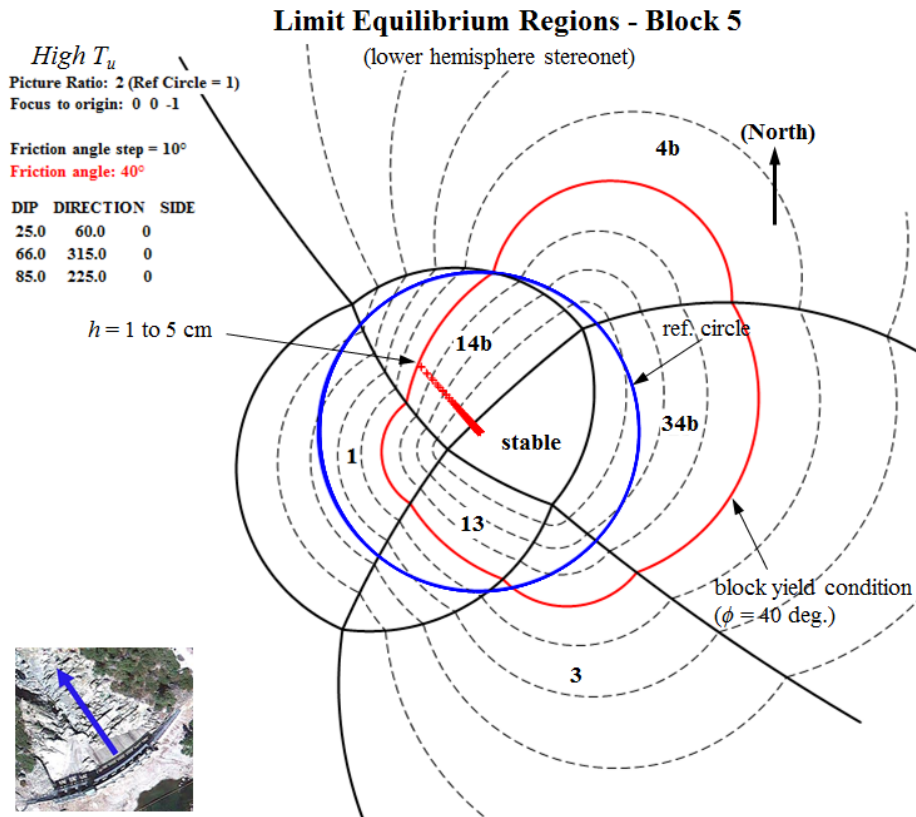 Limit Equilibrium Regions - Block 5
(lower hemisphere stereonet)
High Tu
Picture Ratio: 2 (Ref Circle = 1)
Focus to origin: 0 0 -1
Friction angle step = 10°
Friction angle: 40°
DIP DIRECTION SIDE
25.0 60.0 0
66.0 315.0 0
85.0 225.0 0
(North)
4b
h = 1 to 5 cm
14b
ref. circle
stable
34b
1
13
block yield condition
(ϕ = 40 deg.)
3